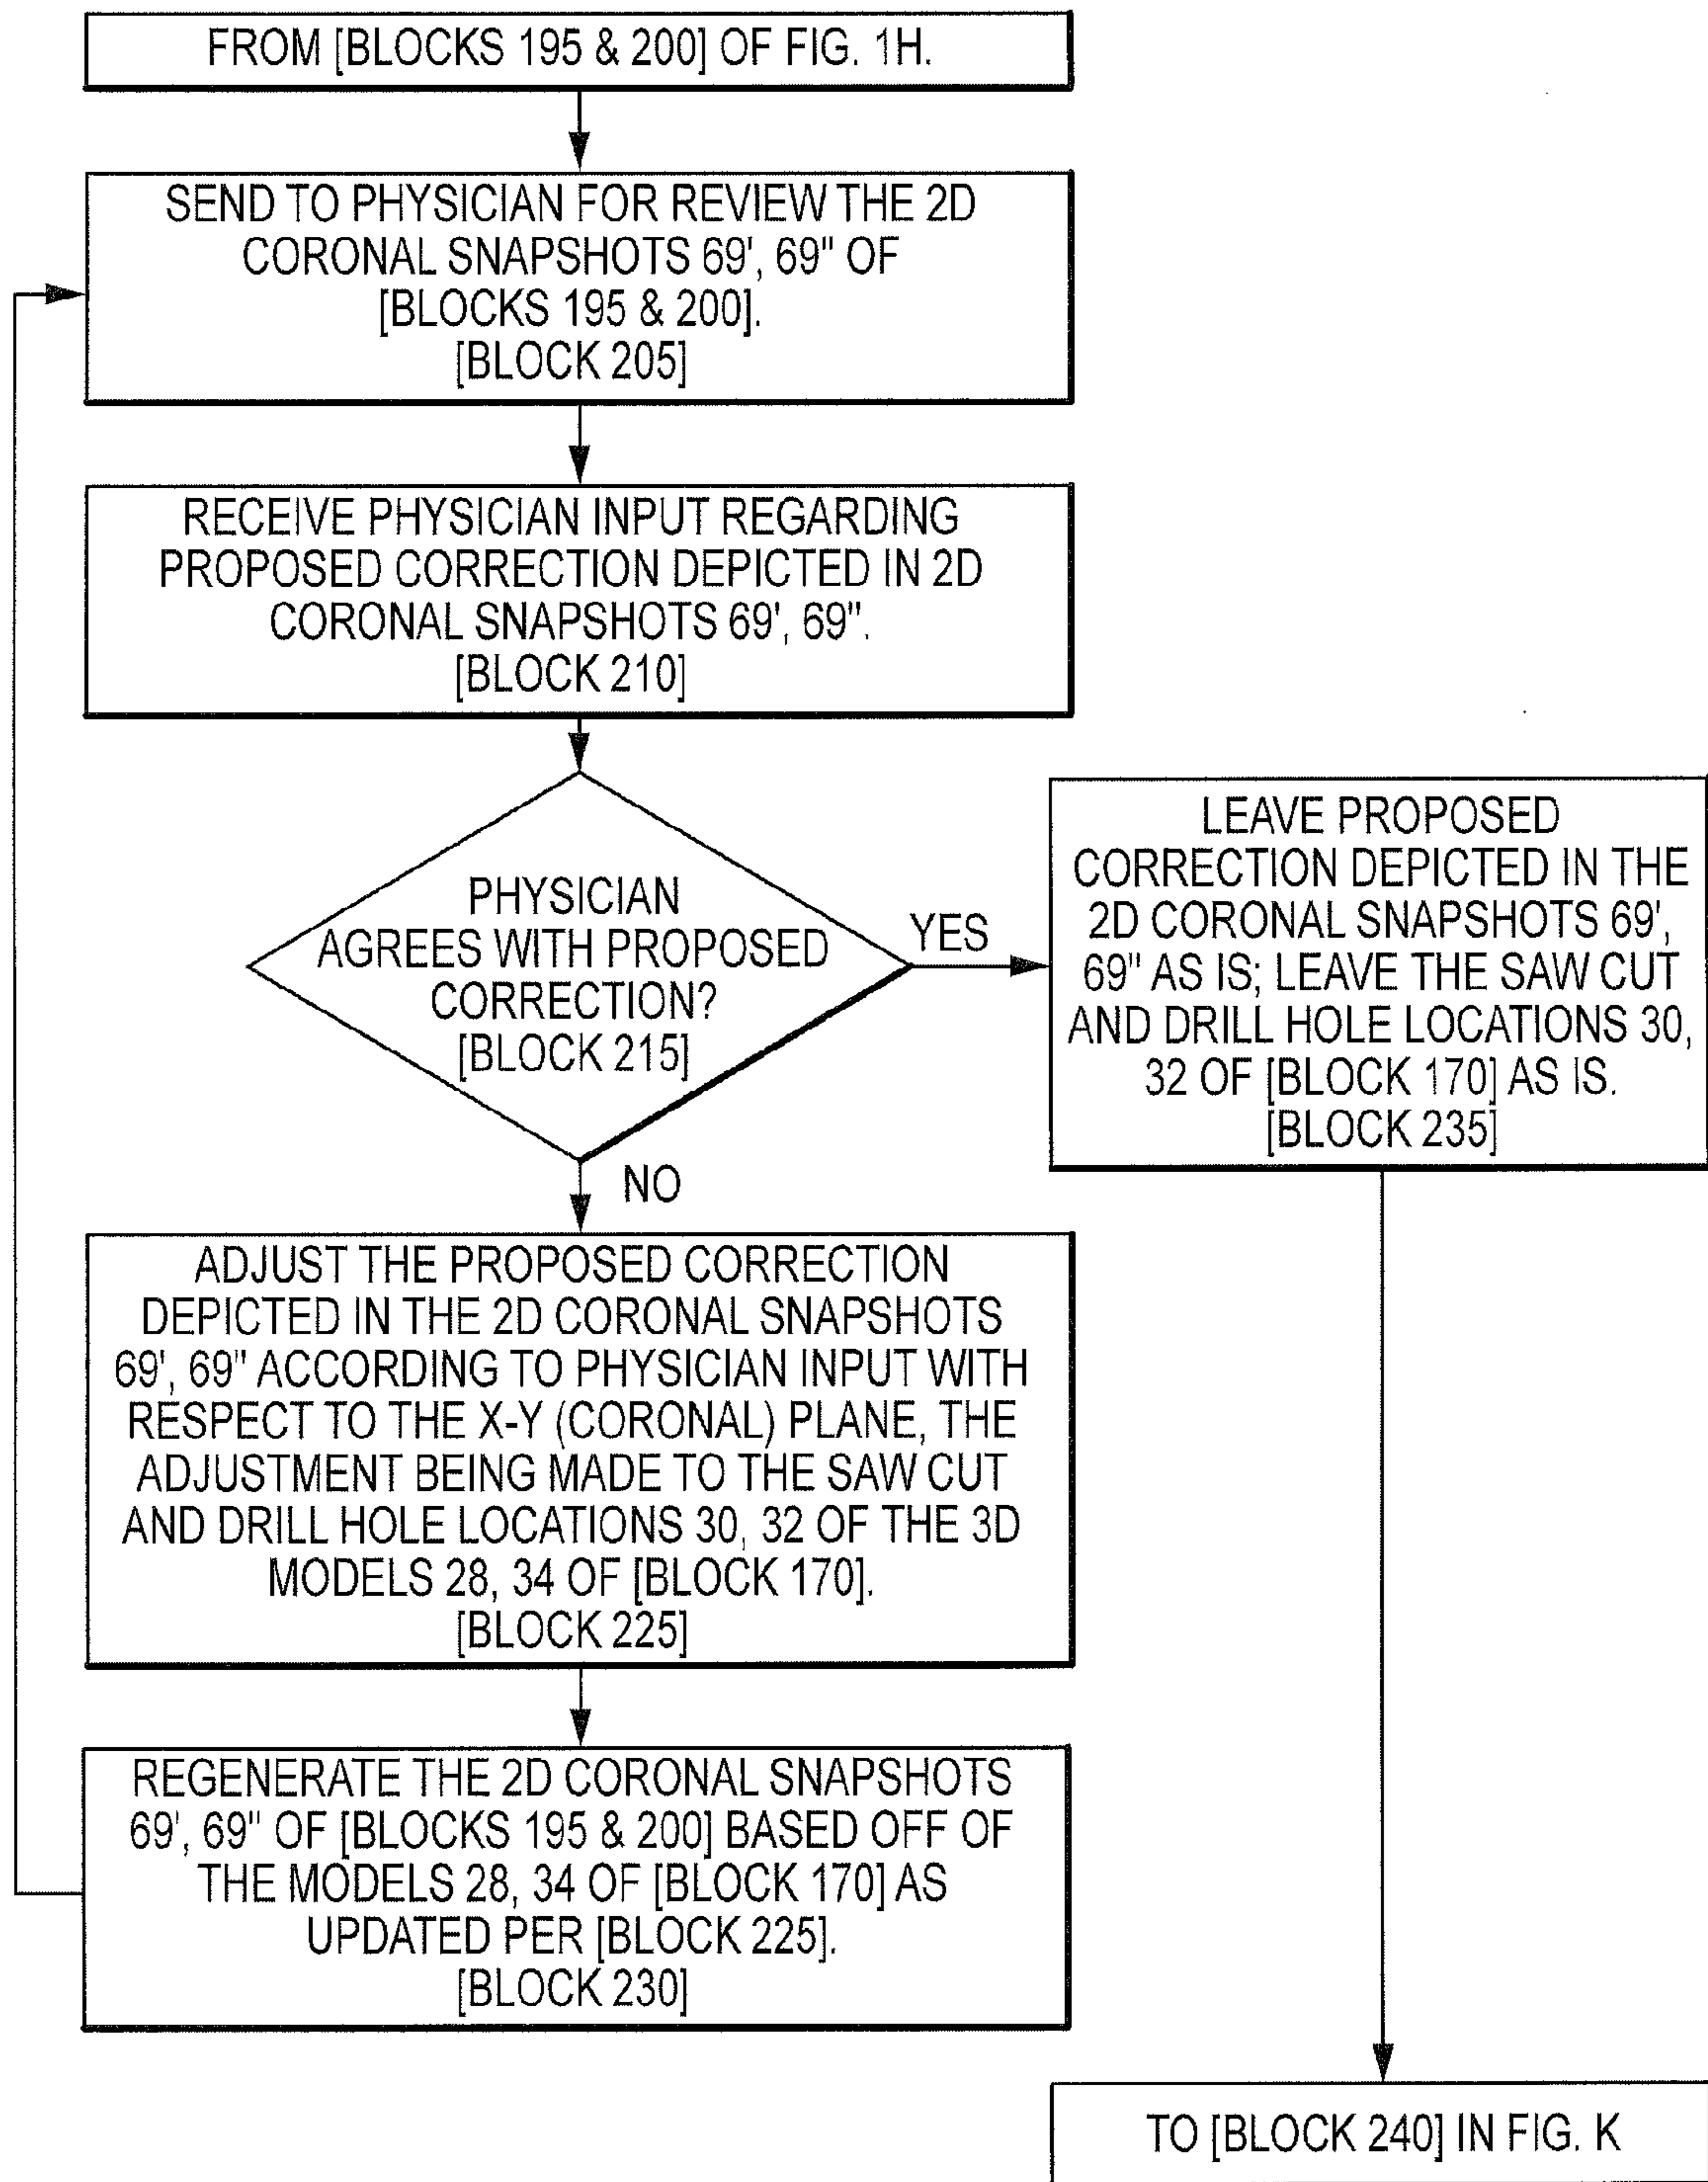 FROM [BLOCKS 195 & 200] OF FIG. 1H.
SEND TO PHYSICIAN FOR REVIEW THE 2D
CORONAL SNAPSHOTS 69', 69" OF
[BLOCKS 195 & 200].
[BLOCK 205]
RECEIVE PHYSICIAN INPUT REGARDING
PROPOSED CORRECTION DEPICTED IN 2D
CORONAL SNAPSHOTS 69', 69".
[BLOCK 210]
PHYSICIAN
AGREES WITH PROPOSED
CORRECTION?
[BLOCK 215]
YES
LEAVE PROPOSED
CORRECTION DEPICTED IN THE
2D CORONAL SNAPSHOTS 69',
69" AS IS; LEAVE THE SAW CUT
AND DRILL HOLE LOCATIONS 30,
32 OF [BLOCK 170] AS IS.
[BLOCK 235]
NO
ADJUST THE PROPOSED CORRECTION
DEPICTED IN THE 2D CORONAL SNAPSHOTS
69', 69" ACCORDING TO PHYSICIAN INPUT WITH
RESPECT TO THE X-Y (CORONAL) PLANE, THE
ADJUSTMENT BEING MADE TO THE SAW CUT
AND DRILL HOLE LOCATIONS 30, 32 OF THE 3D
MODELS 28, 34 OF [BLOCK 170].
[BLOCK 225]
REGENERATE THE 2D CORONAL SNAPSHOTS
69', 69" OF [BLOCKS 195 & 200] BASED OFF OF
THE MODELS 28, 34 OF [BLOCK 170] AS
UPDATED PER [BLOCK 225].
[BLOCK 230]
TO [BLOCK 240] IN FIG. K